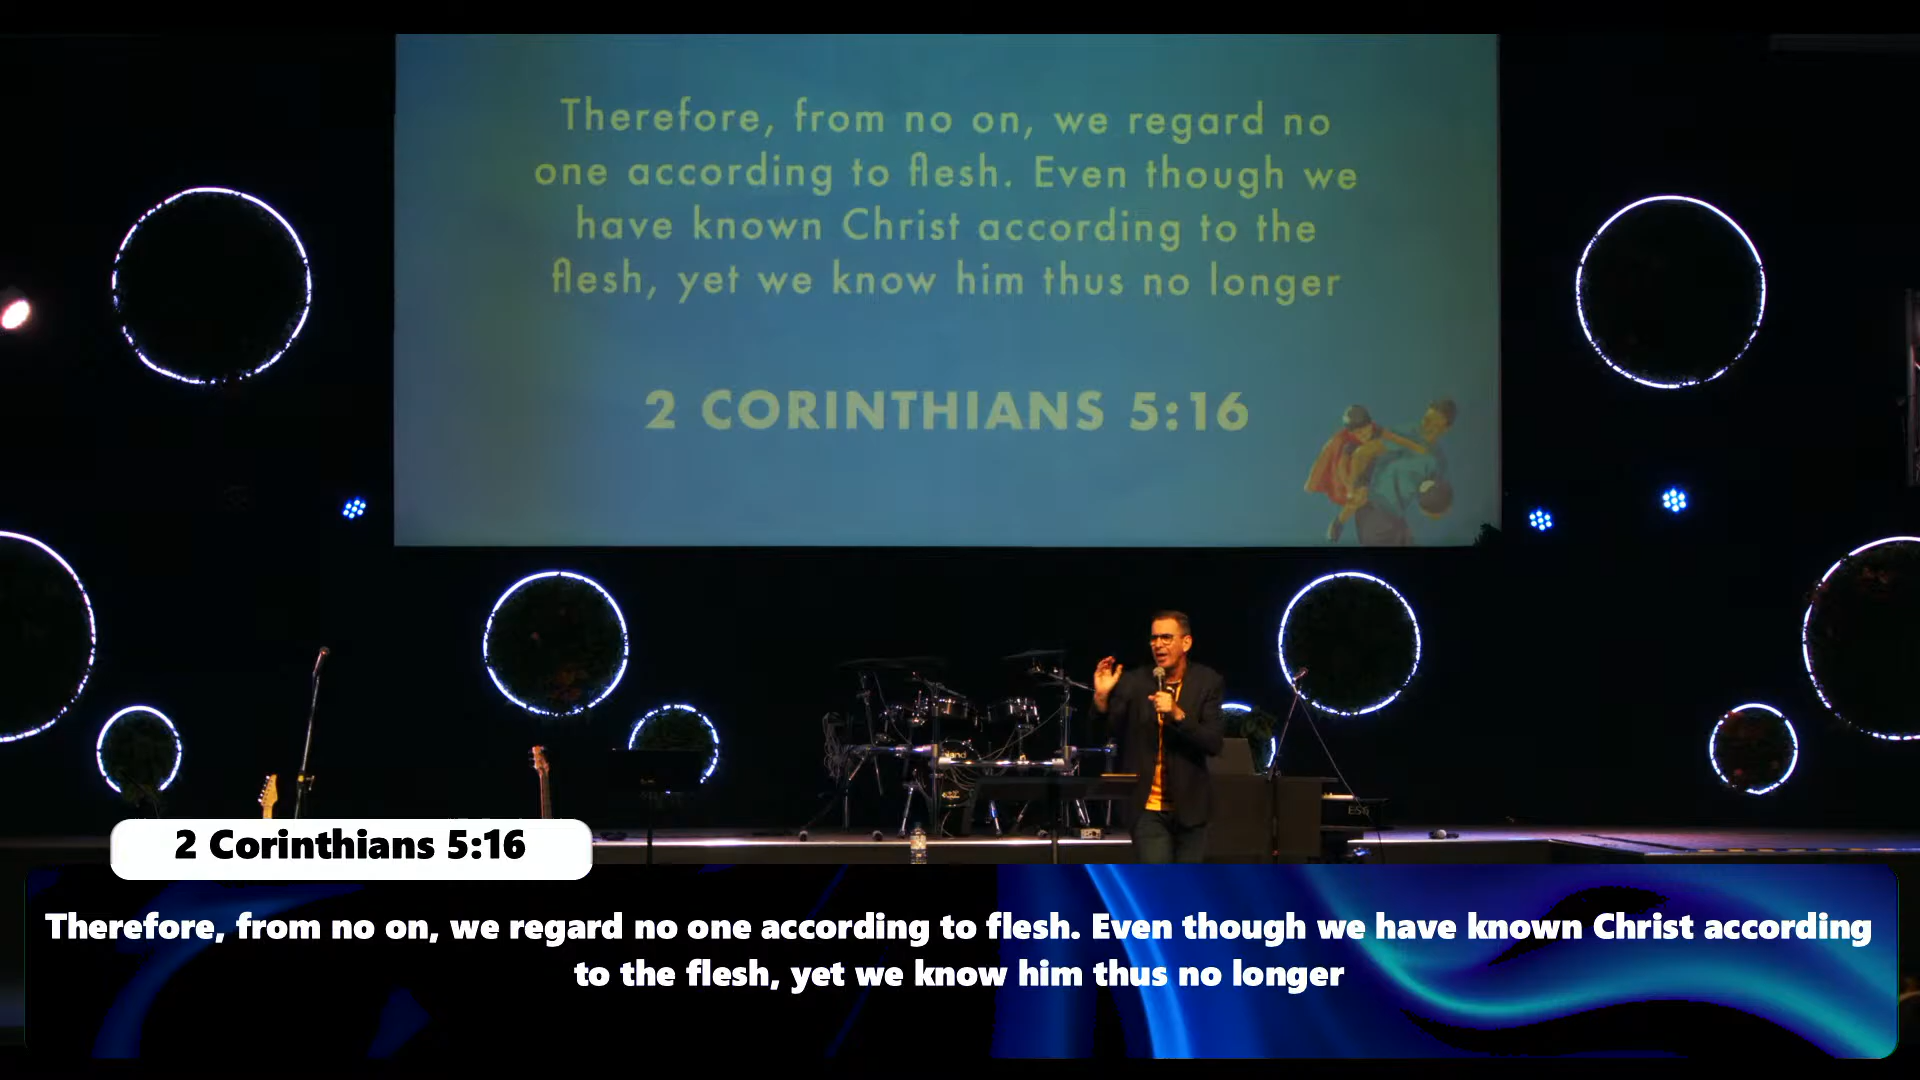 Therefore, from no on, we regard no
one according to flesh. Even though we
have known Christ according to the
flesh, yet we know him thus no longer
2 CORINTHIANS 5:16
2 Corinthians 5:16
Therefore, from no on, we regard no one according to flesh. Even though we have known Christ according
to the flesh, yet we know him thus no longer